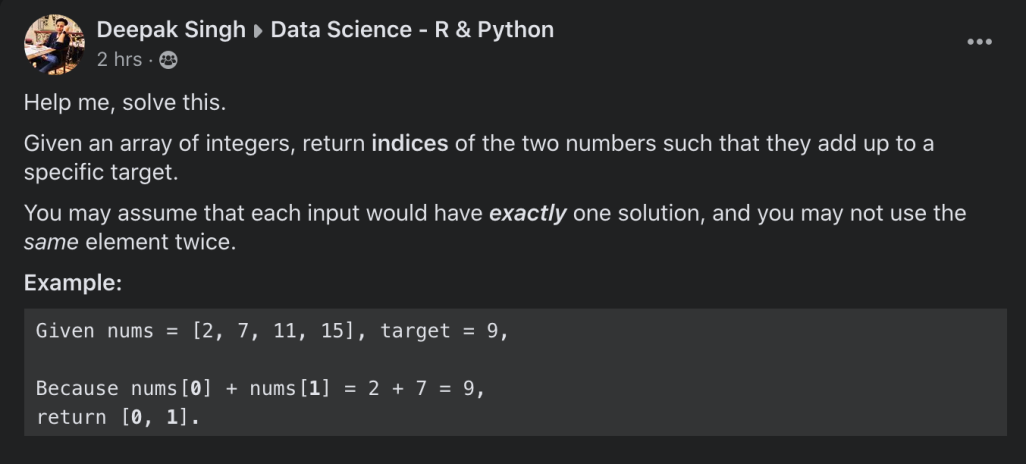 Deepak Singh ▸ Data Science - R & Python
2 hrs ·
Help me, solve this.
Given an array of integers, return indices of the two numbers such that they add up to a
specific target.
You may assume that each input would have exactly one solution, and you may not use the
same element twice.
Example:
Given nums = [2, 7, 11, 15], target = 9,
Because nums[0] + nums[1] = 2 + 7 = 9,
return [0, 1].